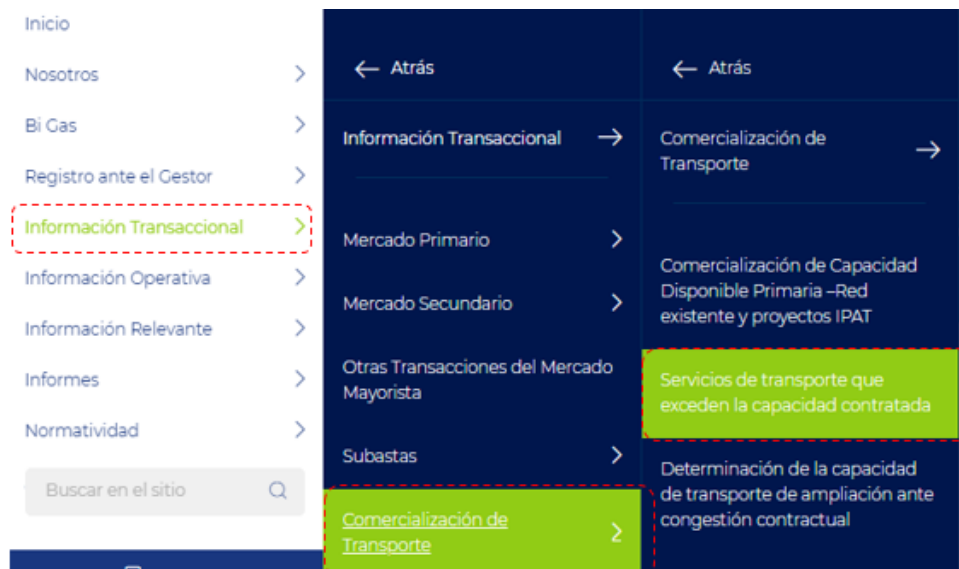 Inicio
Nosotros
Bi Gas
Registro ante el Gestor
Información Transaccional
Información Operativa
Información Relevante
Informes
Normatividad
Buscar en el sitio
Atrás
Información Transaccional
Mercado Primario
Mercado Secundario
Otras Transacciones del Mercado
Mayorista
Subastas
Comercialización de
Transporte
Atrás
Comercialización de
Transporte
Comercialización de Capacidad
Disponible Primaria –Red
existente y proyectos IPAT
Servicios de transporte que
exceden la capacidad contratada
Determinación de la capacidad
de transporte de ampliación ante
congestión contractual